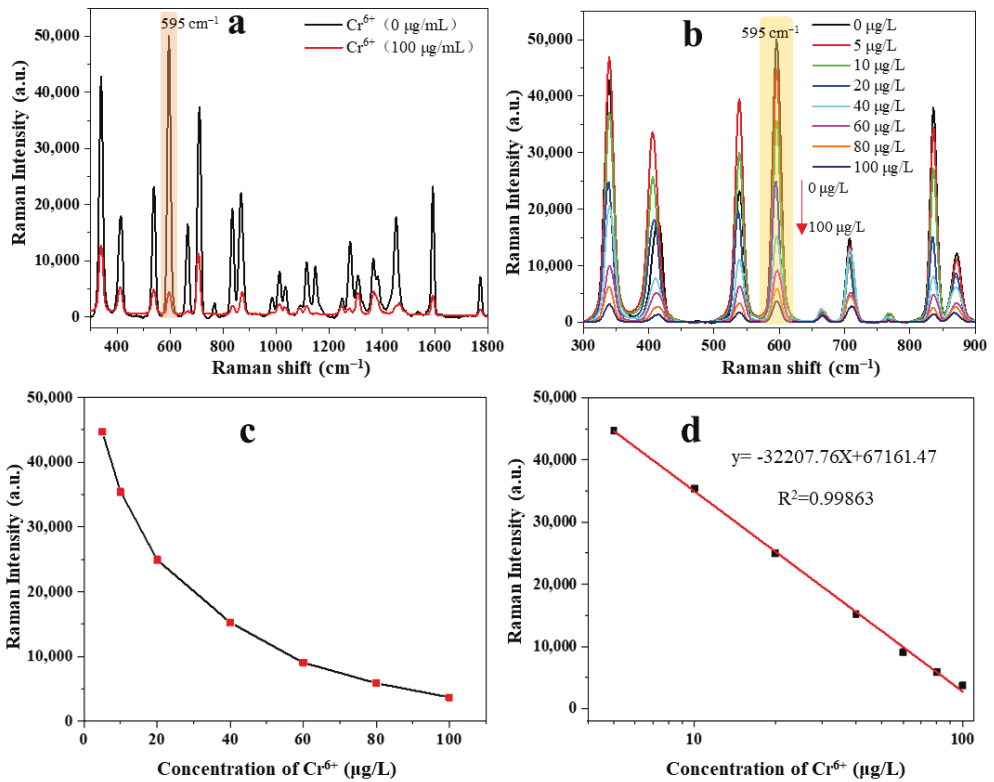 a
595 cm⁻¹
Cr⁶⁺（0 μg/mL）
Cr⁶⁺（100 μg/mL）
50,000
40,000
30,000
20,000
10,000
0
Raman Intensity (a.u.)
400 600 800 1000 1200 1400 1600 1800
Raman shift (cm⁻¹)
b
595 cm⁻¹
0 μg/L
5 μg/L
10 μg/L
20 μg/L
40 μg/L
60 μg/L
80 μg/L
100 μg/L
0 μg/L
100 μg/L
50,000
40,000
30,000
20,000
10,000
0
Raman Intensity (a.u.)
300 400 500 600 700 800 900
Raman shift (cm⁻¹)
c
50,000
40,000
30,000
20,000
10,000
0
Raman Intensity (a.u.)
0 20 40 60 80 100
Concentration of Cr⁶⁺ (μg/L)
d
y= -32207.76X+67161.47
R²=0.99863
50,000
40,000
30,000
20,000
10,000
0
Raman Intensity (a.u.)
10 100
Concentration of Cr⁶⁺ (μg/L)